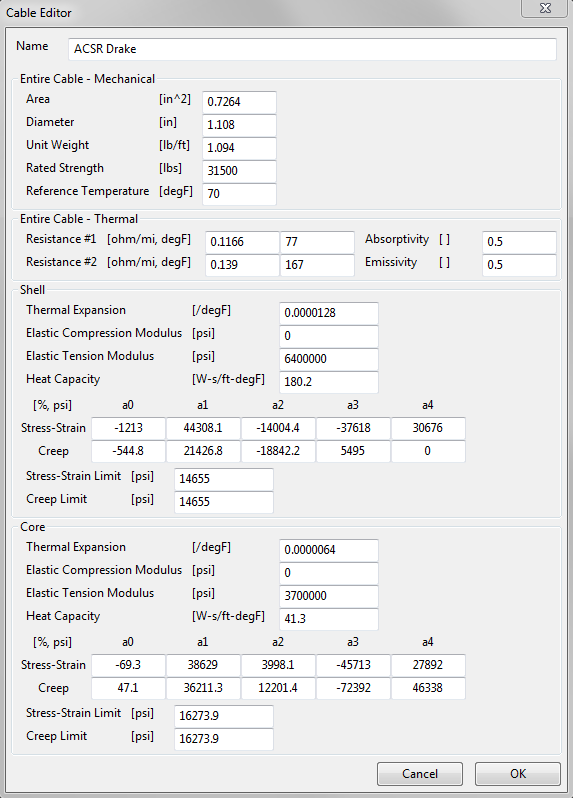 Cable Editor
Name ACSR Drake
Entire Cable - Mechanical
Area [in^2] 0.7264
Diameter [in] 1.108
Unit Weight [lb/ft] 1.094
Rated Strength [lbs] 31500
Reference Temperature [degF] 70
Entire Cable - Thermal
Resistance #1 [ohm/mi, degF] 0.1166 77 Absorptivity [ ] 0.5
Resistance #2 [ohm/mi, degF] 0.139 167 Emissivity [ ] 0.5
Shell
Thermal Expansion [/degF] 0.0000128
Elastic Compression Modulus [psi] 0
Elastic Tension Modulus [psi] 6400000
Heat Capacity [W-s/ft-degF] 180.2
[%, psi] a0 a1 a2 a3 a4
Stress-Strain -1213 44308.1 -14004.4 -37618 30676
Creep -544.8 21426.8 -18842.2 5495 0
Stress-Strain Limit [psi] 14655
Creep Limit [psi] 14655
Core
Thermal Expansion [/degF] 0.0000064
Elastic Compression Modulus [psi] 0
Elastic Tension Modulus [psi] 3700000
Heat Capacity [W-s/ft-degF] 41.3
[%, psi] a0 a1 a2 a3 a4
Stress-Strain -69.3 38629 3998.1 -45713 27892
Creep 47.1 36211.3 12201.4 -72392 46338
Stress-Strain Limit [psi] 16273.9
Creep Limit [psi] 16273.9
Cancel OK